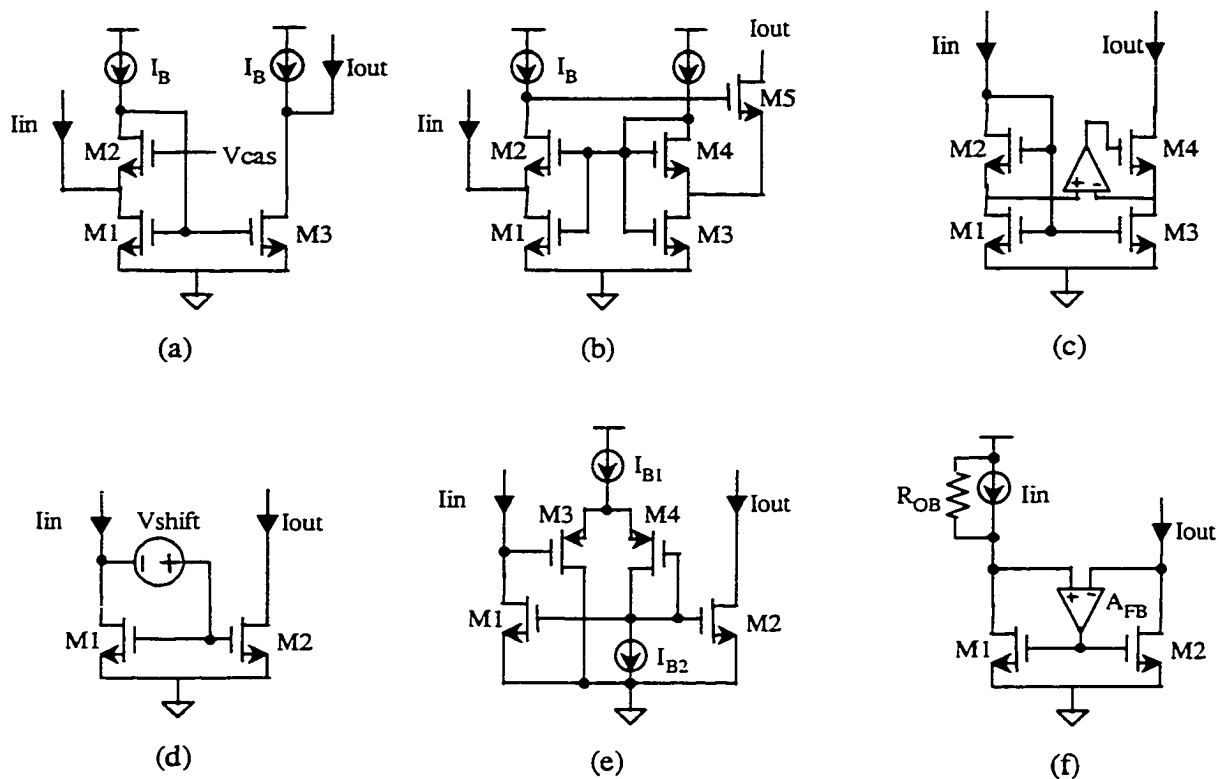 I_B
I_B
Iout
Iin
M2
Vcas
M1
M3
(a)
Iout
I_B
M5
Iin
M2
M4
M1
M3
(b)
Iin
Iout
M2
M4
+ -
M1
M3
(c)
Iin
Vshift
Iout
- +
M1
M2
(d)
I_B1
Iin
M3
M4
Iout
M1
M2
I_B2
(e)
R_OB
Iin
Iout
+ -
A_FB
M1
M2
(f)